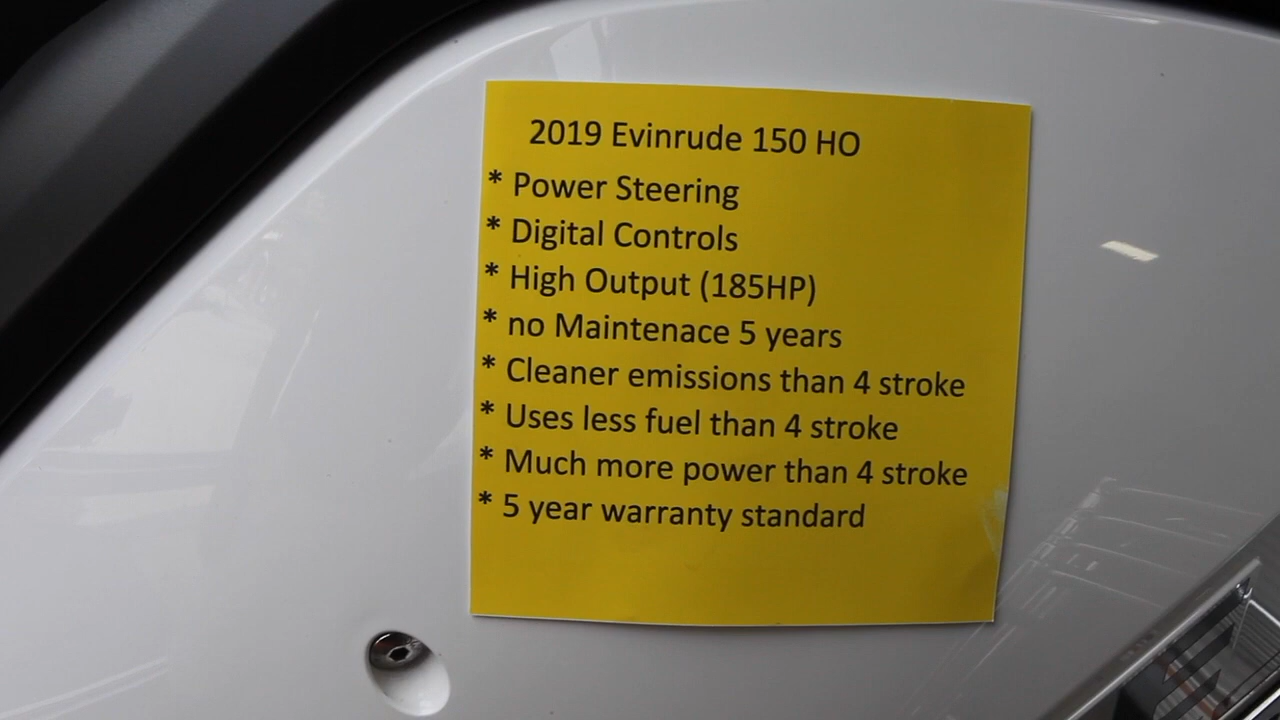 2019 Evinrude 150 HO
* Power Steering
* Digital Controls
* High Output (185HP)
* no Maintenace 5 years
* Cleaner emissions than 4 stroke
* Uses less fuel than 4 stroke
* Much more power than 4 stroke
* 5 year warranty standard